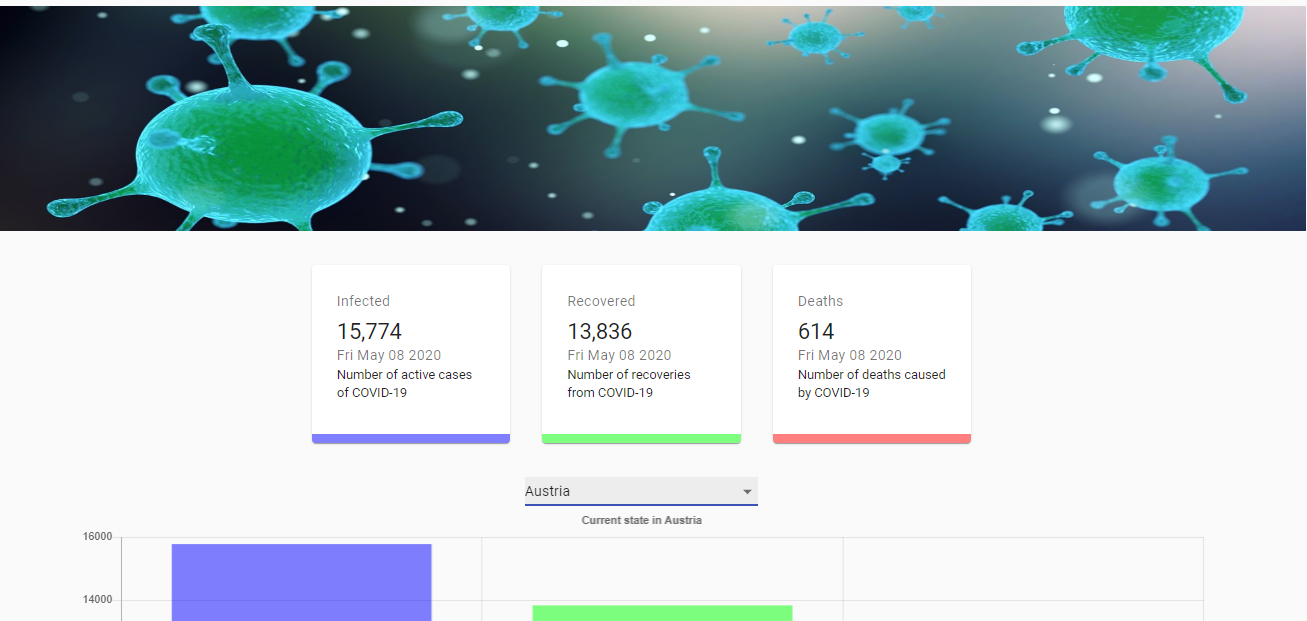 Infected
15,774
Fri May 08 2020
Number of active cases
of COVID-19
Recovered
13,836
Fri May 08 2020
Number of recoveries
from COVID-19
Deaths
614
Fri May 08 2020
Number of deaths caused
by COVID-19
Austria
Current state in Austria
16000
14000